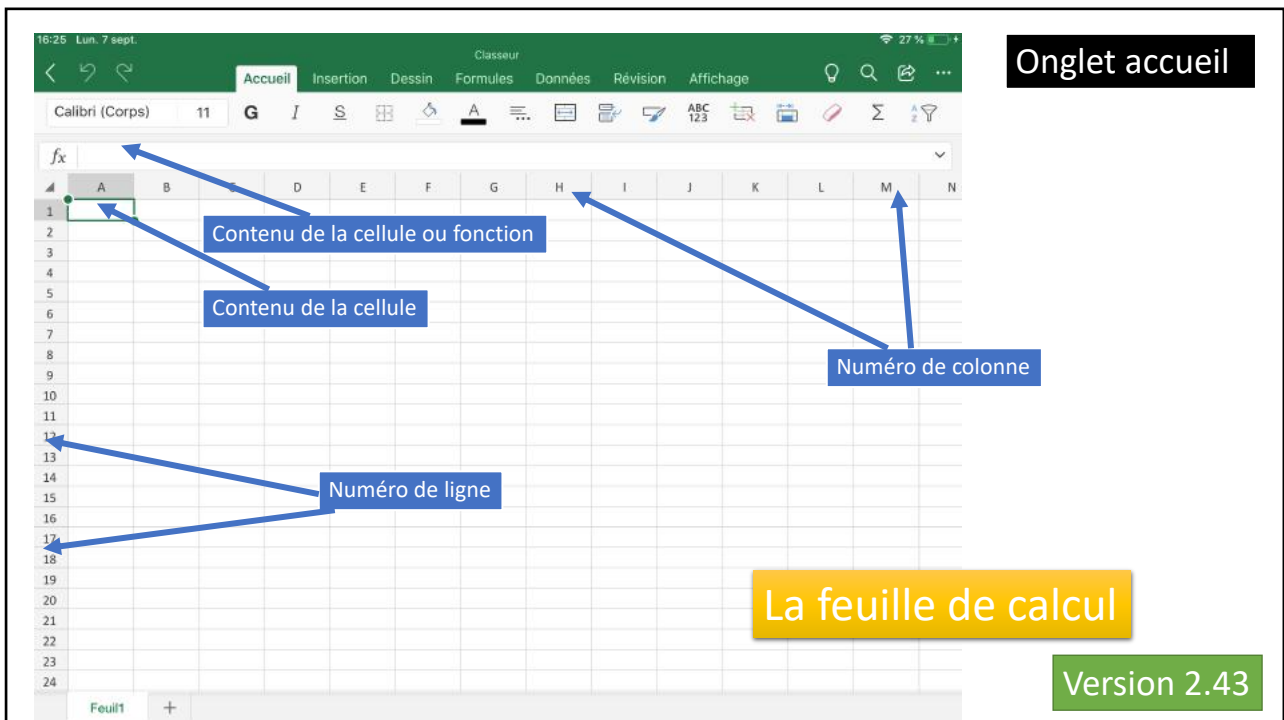 16:25 Lun. 7 sept.
27 %
Classeur
Accueil Insertion Dessin Formules Données Révision Affichage
Onglet accueil
Calibri (Corps) 11 G I S A ABC 123 Σ A Z
fx
A B C D E F G H I J K L M N
1
2
Contenu de la cellule ou fonction
3
4
5
Contenu de la cellule
6
7
8
Numéro de colonne
9
10
11
12
13
14
Numéro de ligne
15
16
17
18
19
20
La feuille de calcul
21
22
23
24
Version 2.43
Feuil1 +